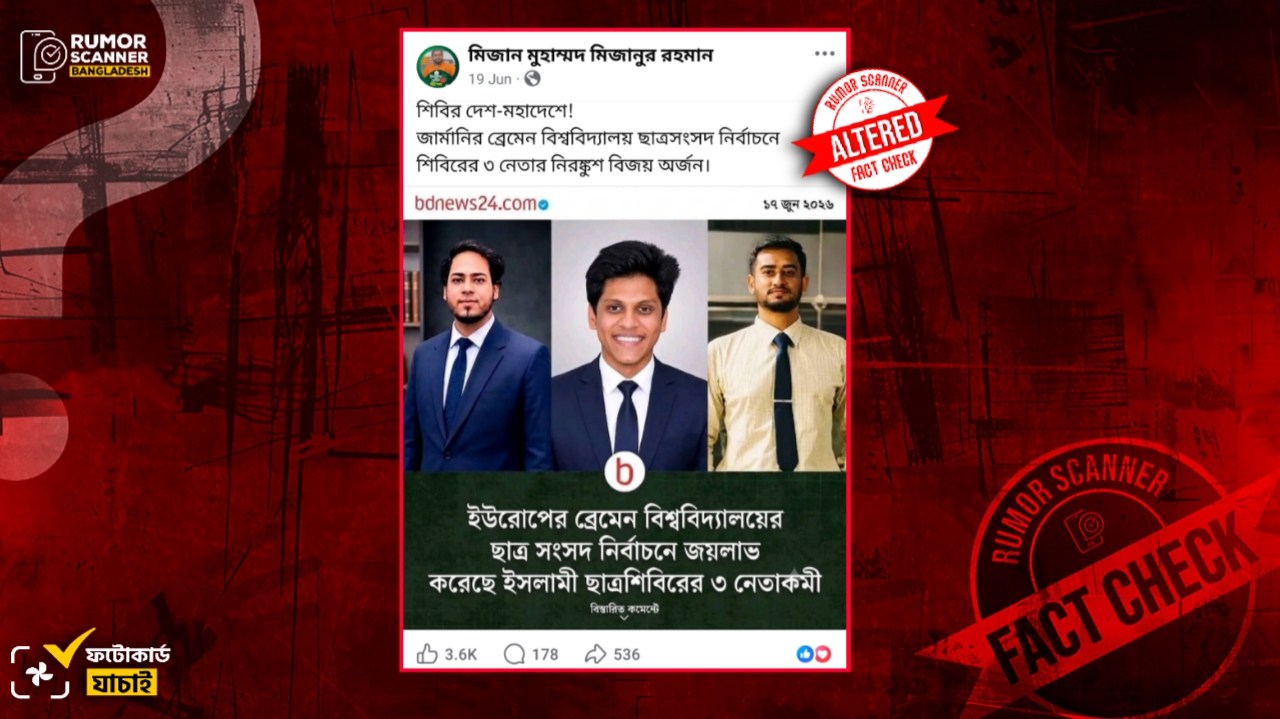 RUMOR
SCANNER
BANGLADESH
মিজান মুহাম্মদ মিজানুর রহমান
19 Jun
শিবির দেশ-মহাদেশে!
জার্মানির ব্রেমেন বিশ্ববিদ্যালয় ছাত্রসংসদ নির্বাচনে
শিবিরের ৩ নেতার নিরঙ্কুশ বিজয় অর্জন।
RUMOR SCANNER
ALTERED
FACT CHECK
bdnews24.com
১৭ জুন ২০২৬
b
ইউরোপের ব্রেমেন বিশ্ববিদ্যালয়ের
ছাত্র সংসদ নির্বাচনে জয়লাভ
করেছে ইসলামী ছাত্রশিবিরের ৩ নেতাকর্মী
বিস্তারিত কমেন্টে
3.6K 178 536
RUMOR SCANNER
FACT CHECK
ফটোকার্ড
যাচাই